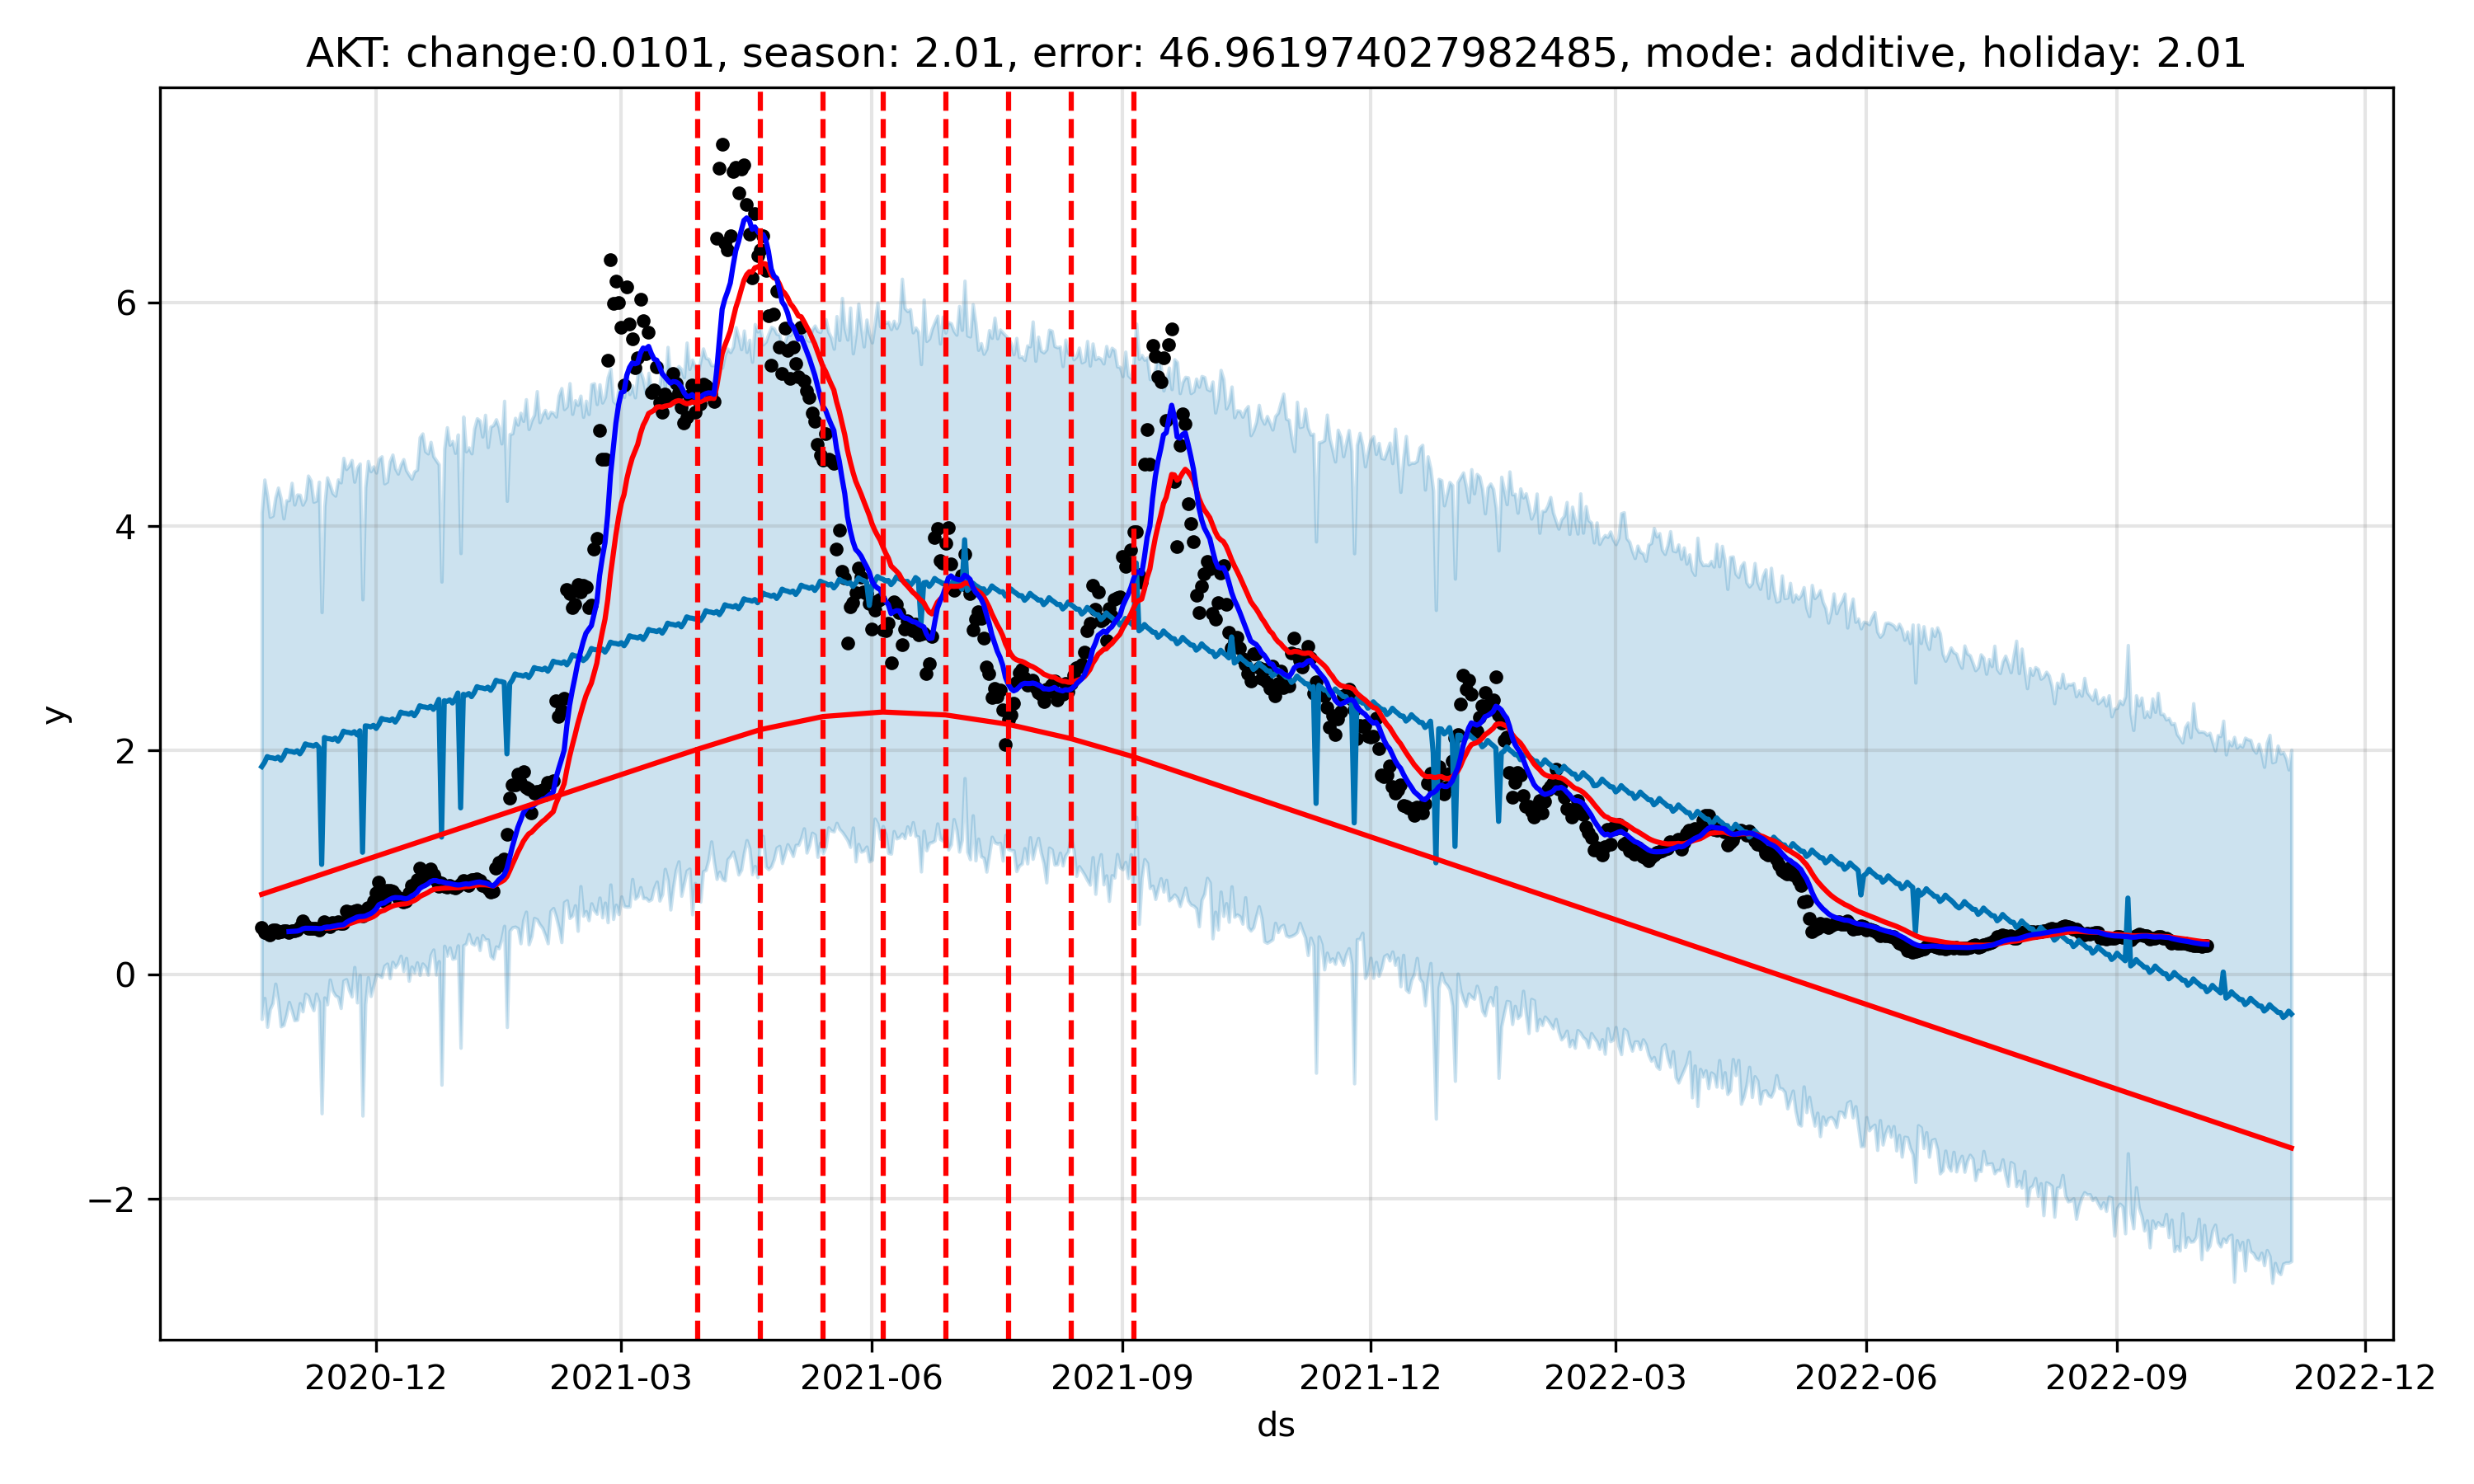 AKT: change:0.0101, season: 2.01, error: 46.961974027982485, mode: additive, holiday: 2.01
y
6
4
2
0
−2
2020-12 2021-03 2021-06 2021-09 2021-12 2022-03 2022-06 2022-09 2022-12
ds